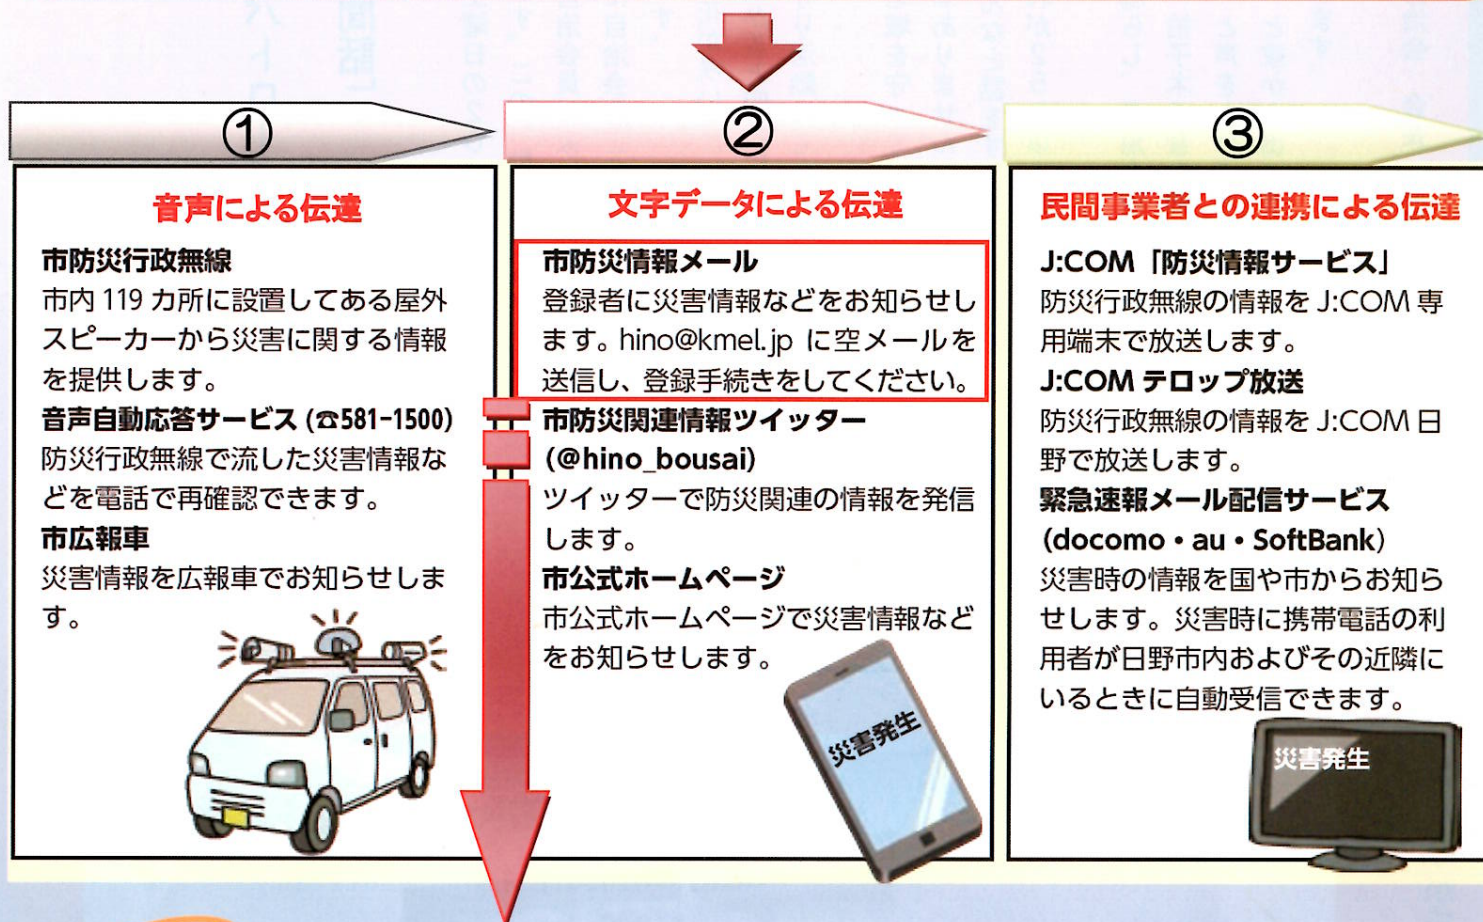 ①
音声による伝達
市防災行政無線
市内 119 カ所に設置してある屋外
スピーカーから災害に関する情報
を提供します。
音声自動応答サービス (☎581-1500)
防災行政無線で流した災害情報な
どを電話で再確認できます。
市広報車
災害情報を広報車でお知らせしま
す。
②
文字データによる伝達
市防災情報メール
登録者に災害情報などをお知らせし
ます。hino@kmel.jp に空メールを
送信し、登録手続きをしてください。
市防災関連情報ツイッター
(@hino_bousai)
ツイッターで防災関連の情報を発信
します。
市公式ホームページ
市公式ホームページで災害情報など
をお知らせします。
災害発生
③
民間事業者との連携による伝達
J:COM「防災情報サービス」
防災行政無線の情報を J:COM 専
用端末で放送します。
J:COM テロップ放送
防災行政無線の情報を J:COM 日
野で放送します。
緊急速報メール配信サービス
(docomo・au・SoftBank)
災害時の情報を国や市からお知ら
せします。災害時に携帯電話の利
用者が日野市内およびその近隣に
いるときに自動受信できます。
災害発生